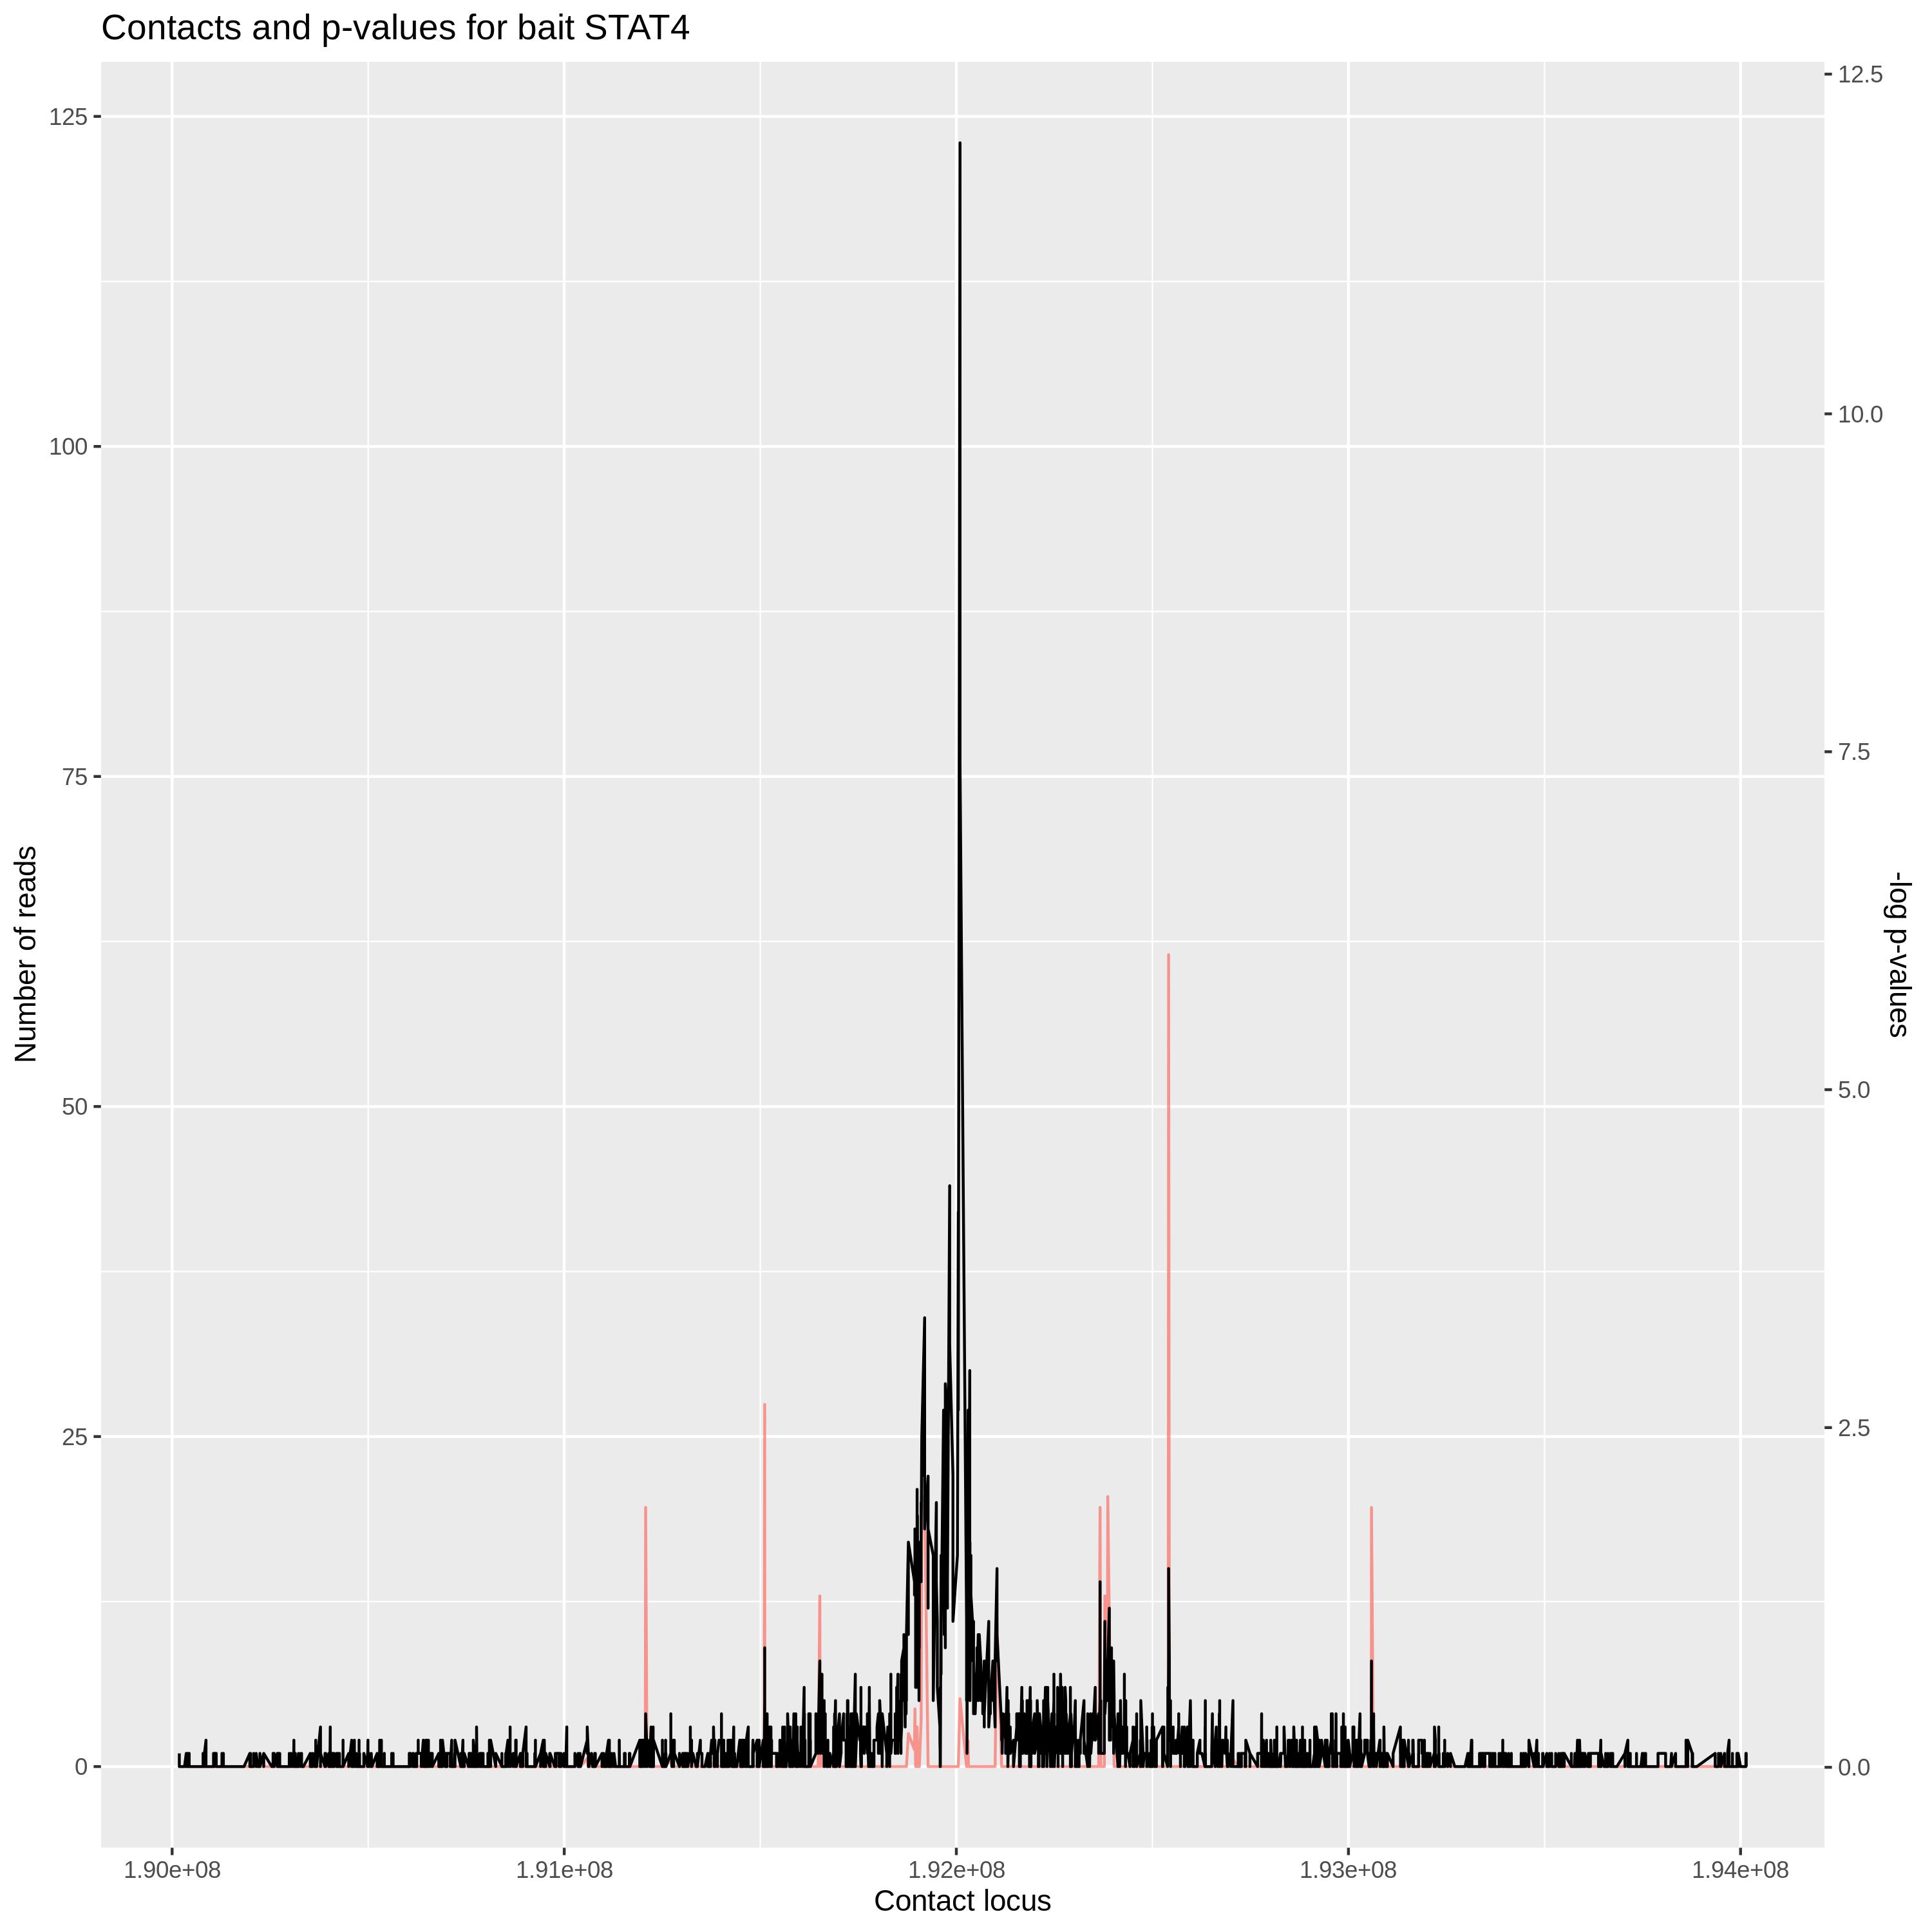 Contacts and p-values for bait STAT4
125
100
75
50
25
0
Number of reads
12.5
10.0
7.5
5.0
2.5
0.0
-log p-values
1.90e+08
1.91e+08
1.92e+08
1.93e+08
1.94e+08
Contact locus